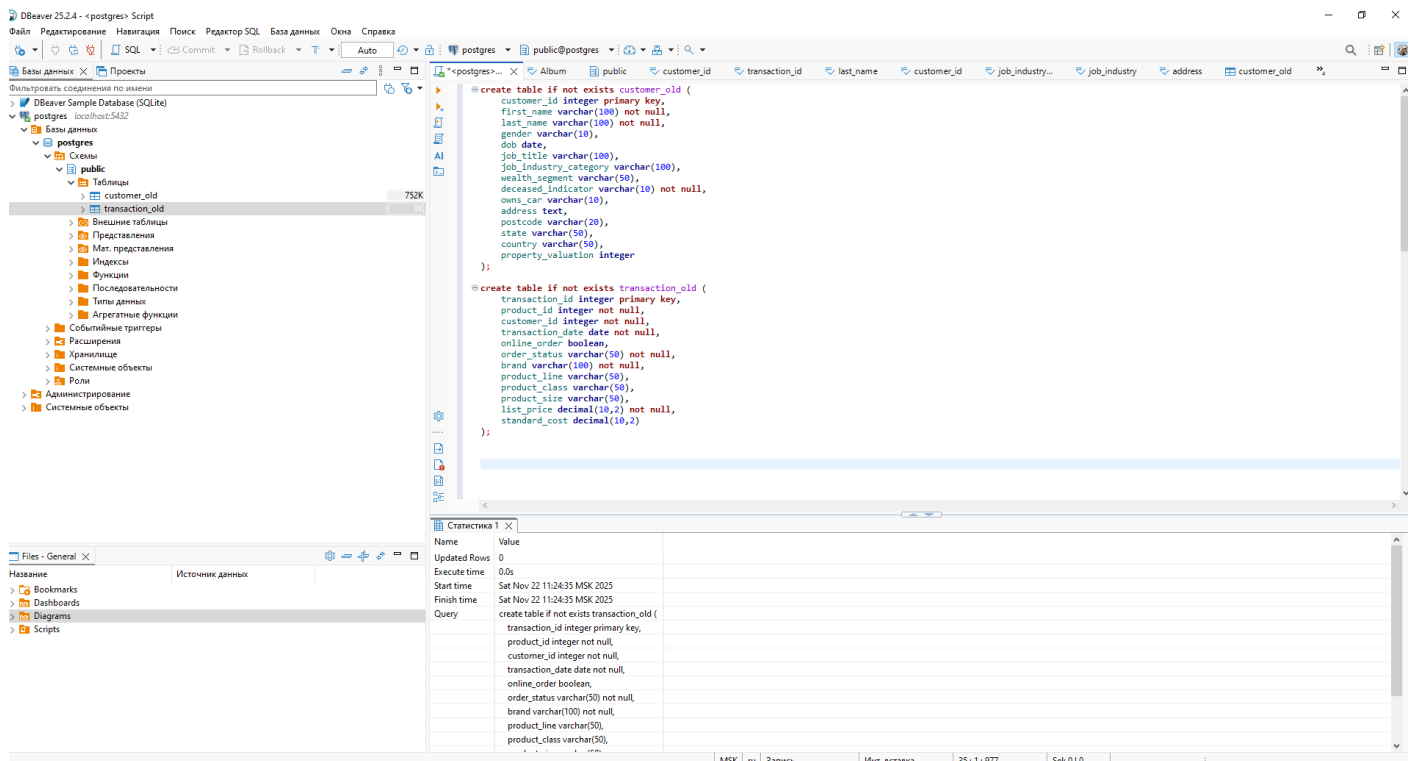 DBeaver 25.2.4 - <postgres> Script
Файл Редактирование Навигация Поиск Редактор SQL База данных Окна Справка
SQL Commit Rollback T Auto postgres public@postgres
Базы данных Проекты
Фильтровать соединения по имени
DBeaver Sample Database (SQLite)
postgres localhost:5432
Базы данных
postgres
Схемы
public
Таблицы
customer_old 752K
transaction_old
Внешние таблицы
Представления
Мат. представления
Индексы
Функции
Последовательности
Типы данных
Агрегатные функции
Событийные триггеры
Расширения
Хранилище
Системные объекты
Роли
Администрирование
Системные объекты
Files - General
Название Источник данных
Bookmarks
Dashboards
Diagrams
Scripts
*<postgres>... Album public customer_id transaction_id last_name customer_id job_industry... job_industry address customer_old »4
AI
create table if not exists customer_old (
customer_id integer primary key,
first_name varchar(100) not null,
last_name varchar(100) not null,
gender varchar(10),
dob date,
job_title varchar(100),
job_industry_category varchar(100),
wealth_segment varchar(50),
deceased_indicator varchar(10) not null,
owns_car varchar(10),
address text,
postcode varchar(20),
state varchar(50),
country varchar(50),
property_valuation integer
);
create table if not exists transaction_old (
transaction_id integer primary key,
product_id integer not null,
customer_id integer not null,
transaction_date date not null,
online_order boolean,
order_status varchar(50) not null,
brand varchar(100) not null,
product_line varchar(50),
product_class varchar(50),
product_size varchar(50),
list_price decimal(10,2) not null,
standard_cost decimal(10,2)
);
Статистика 1
Name Value
Updated Rows 0
Execute time 0.0s
Start time Sat Nov 22 11:24:35 MSK 2025
Finish time Sat Nov 22 11:24:35 MSK 2025
Query create table if not exists transaction_old (
transaction_id integer primary key,
product_id integer not null,
customer_id integer not null,
transaction_date date not null,
online_order boolean,
order_status varchar(50) not null,
brand varchar(100) not null,
product_line varchar(50),
product_class varchar(50),
MSK ru Запись